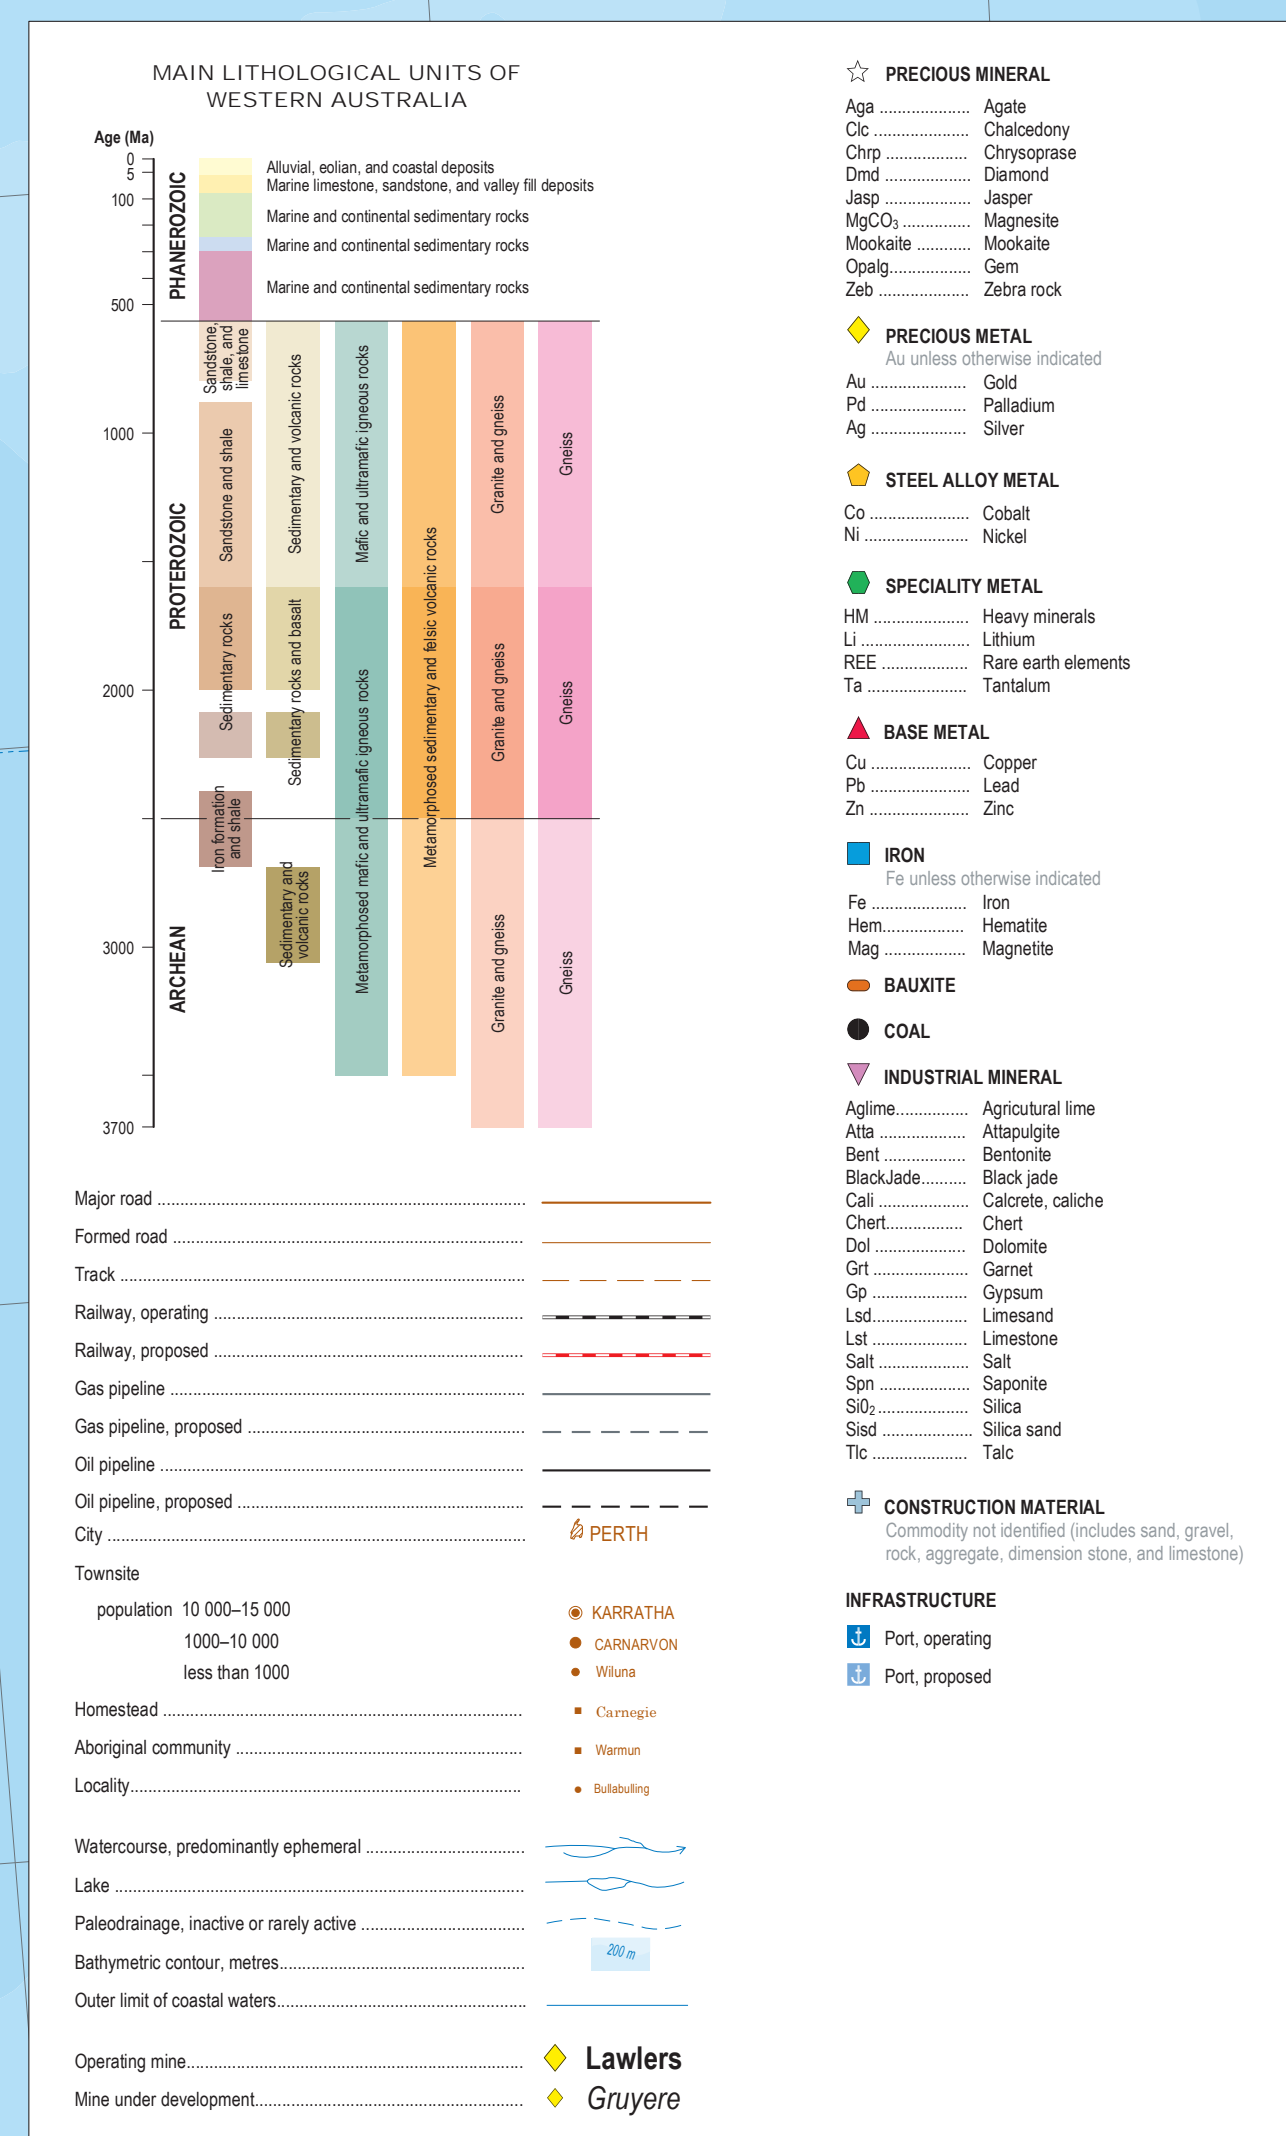 MAIN LITHOLOGICAL UNITS OF
WESTERN AUSTRALIA
Age (Ma)
0
5
100
500
1000
2000
3000
3700
PHANEROZOIC
PROTEROZOIC
ARCHEAN
Alluvial, eolian, and coastal deposits
Marine limestone, sandstone, and valley fill deposits
Marine and continental sedimentary rocks
Marine and continental sedimentary rocks
Marine and continental sedimentary rocks
Sandstone,
shale, and
limestone
Sandstone and shale
Sedimentary rocks
Iron formation
and shale
Sedimentary and volcanic rocks
Sedimentary rocks and basalt
Sedimentary and
volcanic rocks
Mafic and ultramafic igneous rocks
Metamorphosed mafic and ultramafic igneous rocks
Metamorphosed sedimentary and felsic volcanic rocks
Granite and gneiss
Granite and gneiss
Granite and gneiss
Gneiss
Gneiss
Gneiss
Major road
Formed road
Track
Railway, operating
Railway, proposed
Gas pipeline
Gas pipeline, proposed
Oil pipeline
Oil pipeline, proposed
City PERTH
Townsite
population 10 000–15 000 KARRATHA
1000–10 000 CARNARVON
less than 1000 Wiluna
Homestead Carnegie
Aboriginal community Warmun
Locality Bullabulling
Watercourse, predominantly ephemeral
Lake
Paleodrainage, inactive or rarely active
Bathymetric contour, metres 200 m
Outer limit of coastal waters
Operating mine Lawlers
Mine under development Gruyere
PRECIOUS MINERAL
Aga Agate
Clc Chalcedony
Chrp Chrysoprase
Dmd Diamond
Jasp Jasper
MgCO3 Magnesite
Mookaite Mookaite
Opalg Gem
Zeb Zebra rock
PRECIOUS METAL
Au unless otherwise indicated
Au Gold
Pd Palladium
Ag Silver
STEEL ALLOY METAL
Co Cobalt
Ni Nickel
SPECIALITY METAL
HM Heavy minerals
Li Lithium
REE Rare earth elements
Ta Tantalum
BASE METAL
Cu Copper
Pb Lead
Zn Zinc
IRON
Fe unless otherwise indicated
Fe Iron
Hem Hematite
Mag Magnetite
BAUXITE
COAL
INDUSTRIAL MINERAL
Aglime Agricutural lime
Atta Attapulgite
Bent Bentonite
BlackJade Black jade
Cali Calcrete, caliche
Chert Chert
Dol Dolomite
Grt Garnet
Gp Gypsum
Lsd Limesand
Lst Limestone
Salt Salt
Spn Saponite
Si02 Silica
Sisd Silica sand
Tlc Talc
CONSTRUCTION MATERIAL
Commodity not identified (includes sand, gravel,
rock, aggregate, dimension stone, and limestone)
INFRASTRUCTURE
Port, operating
Port, proposed